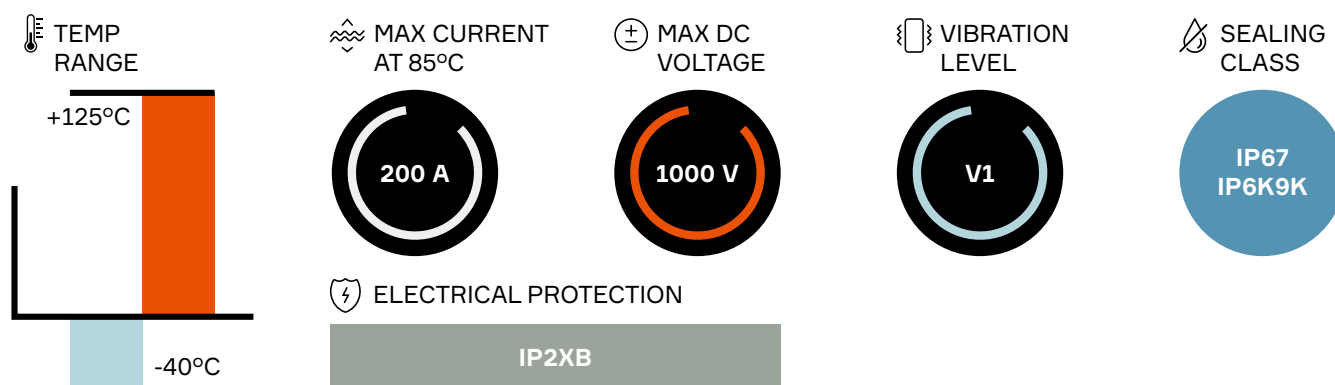 TEMP
RANGE
+125°C
-40°C
MAX CURRENT
AT 85°C
200 A
MAX DC
VOLTAGE
1000 V
VIBRATION
LEVEL
V1
SEALING
CLASS
IP67
IP6K9K
ELECTRICAL PROTECTION
IP2XB